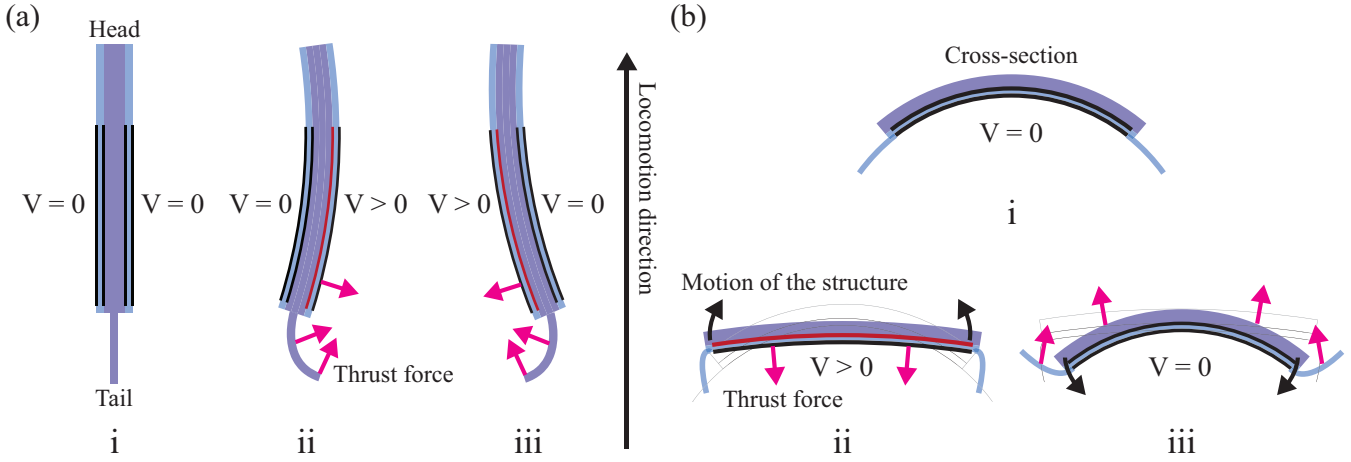 (a)
Head
V = 0
V = 0
V = 0
V > 0
V > 0
V = 0
Thrust force
Tail
i
ii
iii
Locomotion direction
(b)
Cross-section
V = 0
i
Motion of the structure
V > 0
Thrust force
V = 0
ii
iii